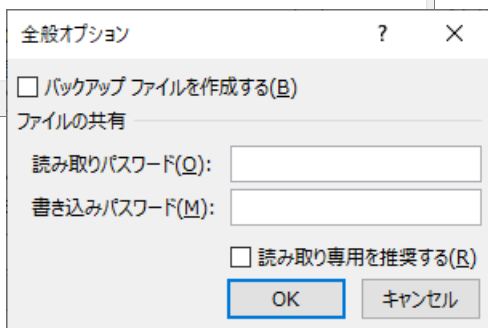 全般オプション ? ×
バックアップ ファイルを作成する(B)
ファイルの共有
読み取りパスワード(O):
書き込みパスワード(M):
読み取り専用を推奨する(R)
OK キャンセル